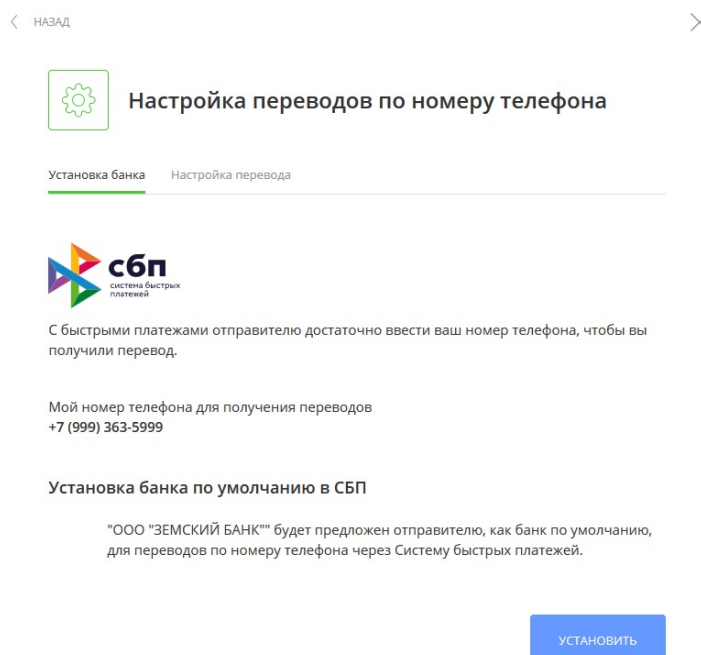 НАЗАД
Настройка переводов по номеру телефона
Установка банка Настройка перевода
сбп
система быстрых
платежей
С быстрыми платежами отправителю достаточно ввести ваш номер телефона, чтобы вы
получили перевод.
Мой номер телефона для получения переводов
+7 (999) 363-5999
Установка банка по умолчанию в СБП
"ООО "ЗЕМСКИЙ БАНК"" будет предложен отправителю, как банк по умолчанию,
для переводов по номеру телефона через Систему быстрых платежей.
УСТАНОВИТЬ